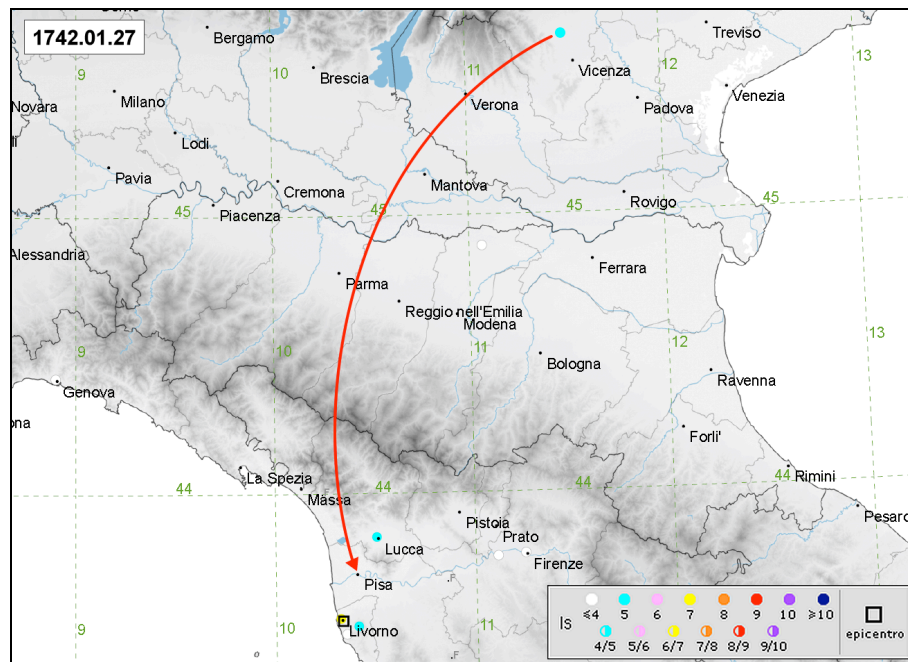 1742.01.27
Bergamo
Treviso
9
10
11
12
13
Brescia
Vicenza
Novara
Milano
Verona
Padova
Venezia
Lodi
Pavia
Cremona
Mantova
Rovigo
45
Piacenza
45
45
45
Alessandria
Parma
Ferrara
Reggio nell'Emilia
Modena
9
10
11
12
13
Bologna
Genova
Ravenna
Forli'
La Spezia
Massa
Rimini
44
44
44
44
Pesaro
Pistoia
Prato
Lucca
Firenze
Pisa
Livorno
9
10
11
Is
≤4 5 6 7 8 9 10 ≥10
4/5 5/6 6/7 7/8 8/9 9/10
epicentro